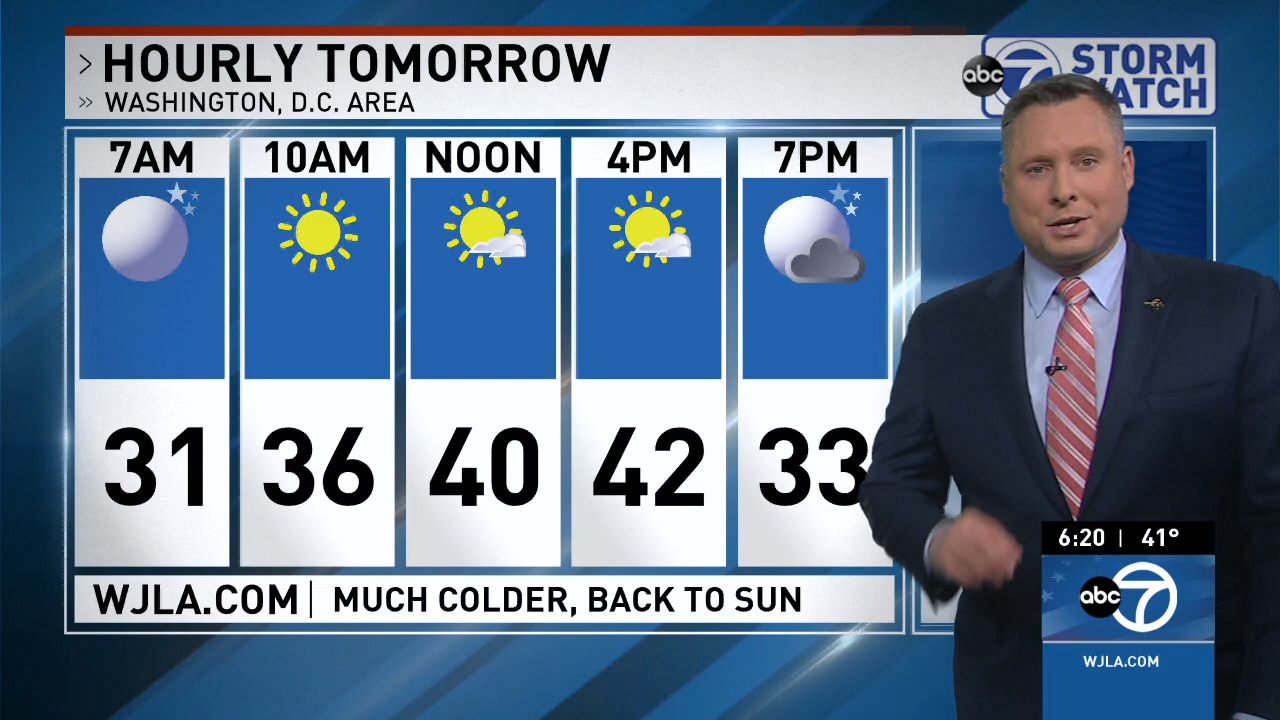 > HOURLY TOMORROW
» WASHINGTON, D.C. AREA
abc 7 STORM
WATCH
7AM 10AM NOON 4PM 7PM
31 36 40 42 33
WJLA.COM | MUCH COLDER, BACK TO SUN
6:20 | 41°
abc 7
WJLA.COM